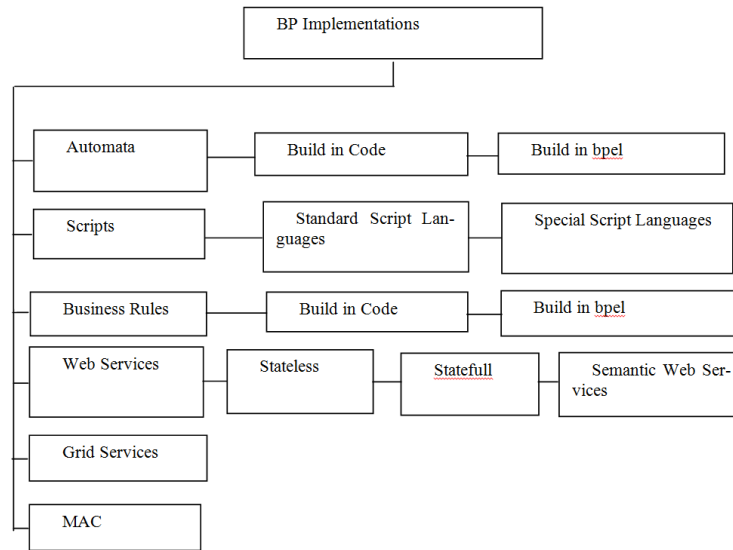 BP Implementations
Automata
Build in Code
Build in bpel
Scripts
Standard Script Lan-
guages
Special Script Languages
Business Rules
Build in Code
Build in bpel
Web Services
Stateless
Statefull
Semantic Web Ser-
vices
Grid Services
MAC